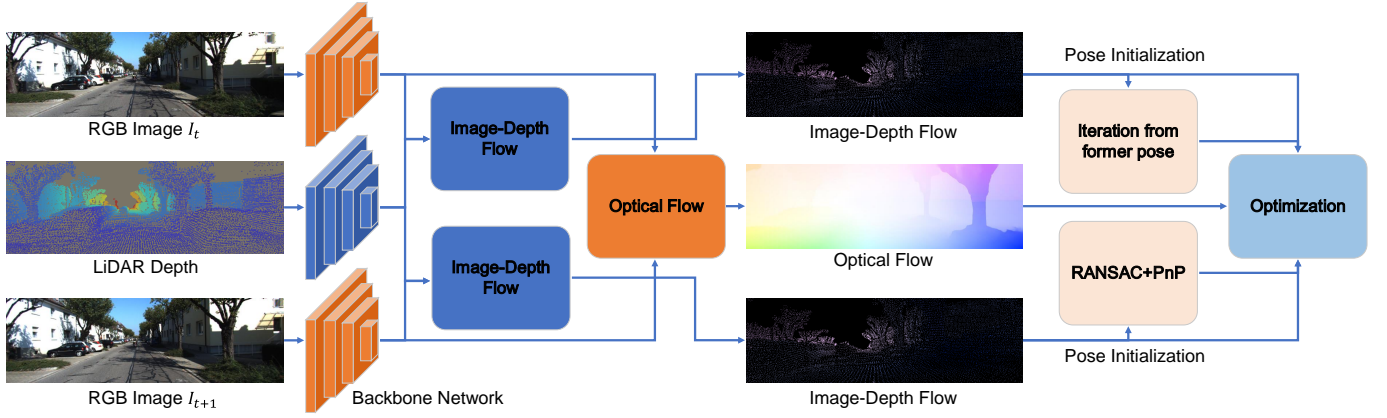 RGB Image I_t
LiDAR Depth
RGB Image I_{t+1}
Backbone Network
Image-Depth
Flow
Image-Depth
Flow
Optical Flow
Image-Depth Flow
Optical Flow
Image-Depth Flow
Pose Initialization
Iteration from
former pose
RANSAC+PnP
Pose Initialization
Optimization